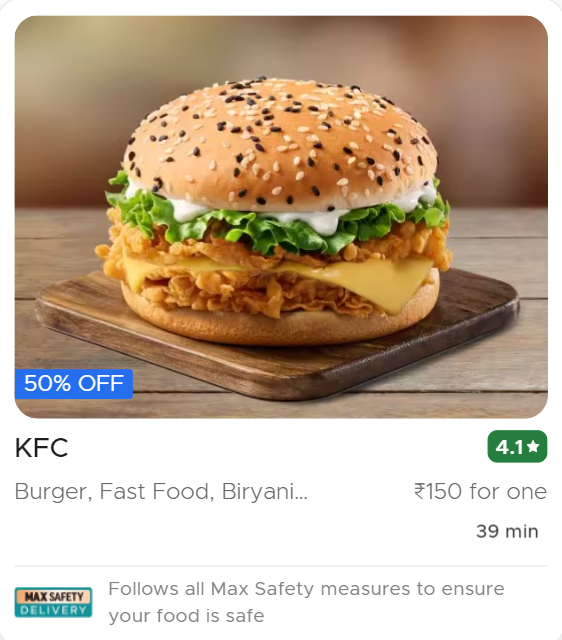 50% OFF
KFC
4.1★
Burger, Fast Food, Biryani...
₹150 for one
39 min
MAX SAFETY
DELIVERY
Follows all Max Safety measures to ensure
your food is safe